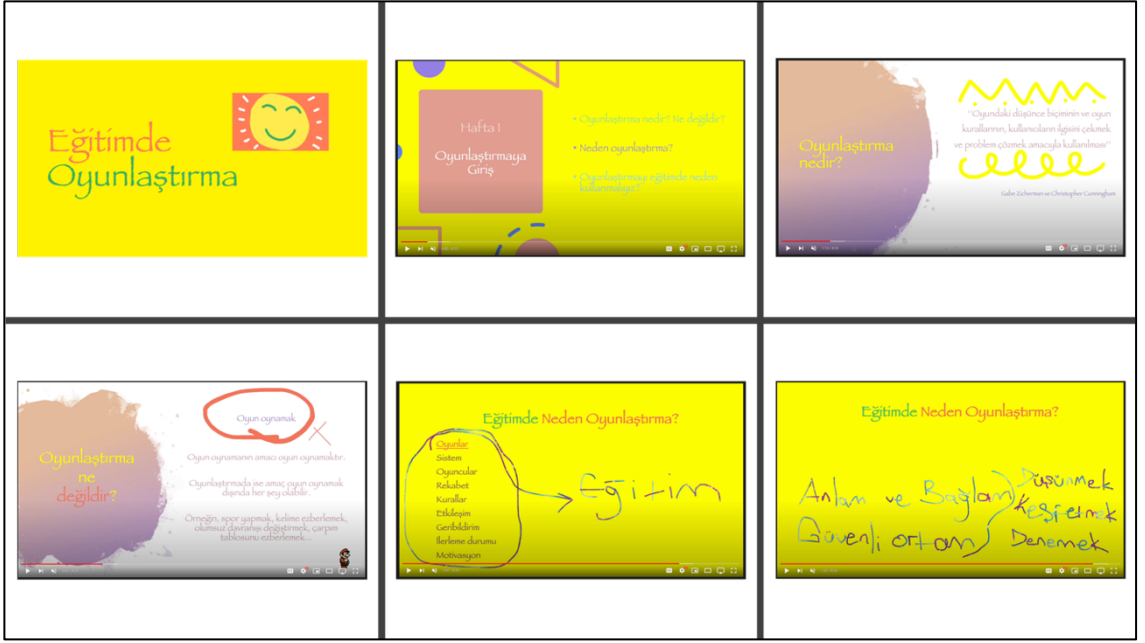 Eğitimde
Oyunlaştırma
Hafta 1
Oyunlaştırmaya
Giriş
• Oyunlaştırma nedir? Ne değildir?
• Neden oyunlaştırma?
• Oyunlaştırmayı eğitimde neden
kullanmalıyız?
Oyunlaştırma
nedir?
"Oyundaki düşünce biçiminin ve oyun
kurallarının, kullanıcıların ilgisini çekmek
ve problem çözmek amacıyla kullanılması"
Gabe Zicherman ve Christopher Cunningham
Oyunlaştırma
ne
değildir?
Oyun oynamak
Oyun oynamanın amacı oyun oynamaktır.
Oyunlaştırmada ise amaç oyun oynamak
dışında her şey olabilir.
Örneğin, spor yapmak, kelime ezberlemek,
olumsuz davranışı değiştirmek, çarpım
tablosunu ezberlemek...
Eğitimde Neden Oyunlaştırma?
Oyunlar
Sistem
Oyuncular
Rekabet
Kurallar
Etkileşim
Geribildirim
İlerleme durumu
Motivasyon
Eğitim
Eğitimde Neden Oyunlaştırma?
Anlam ve Bağlam
Güvenli ortam
Düşünmek
Keşfetmek
Denemek